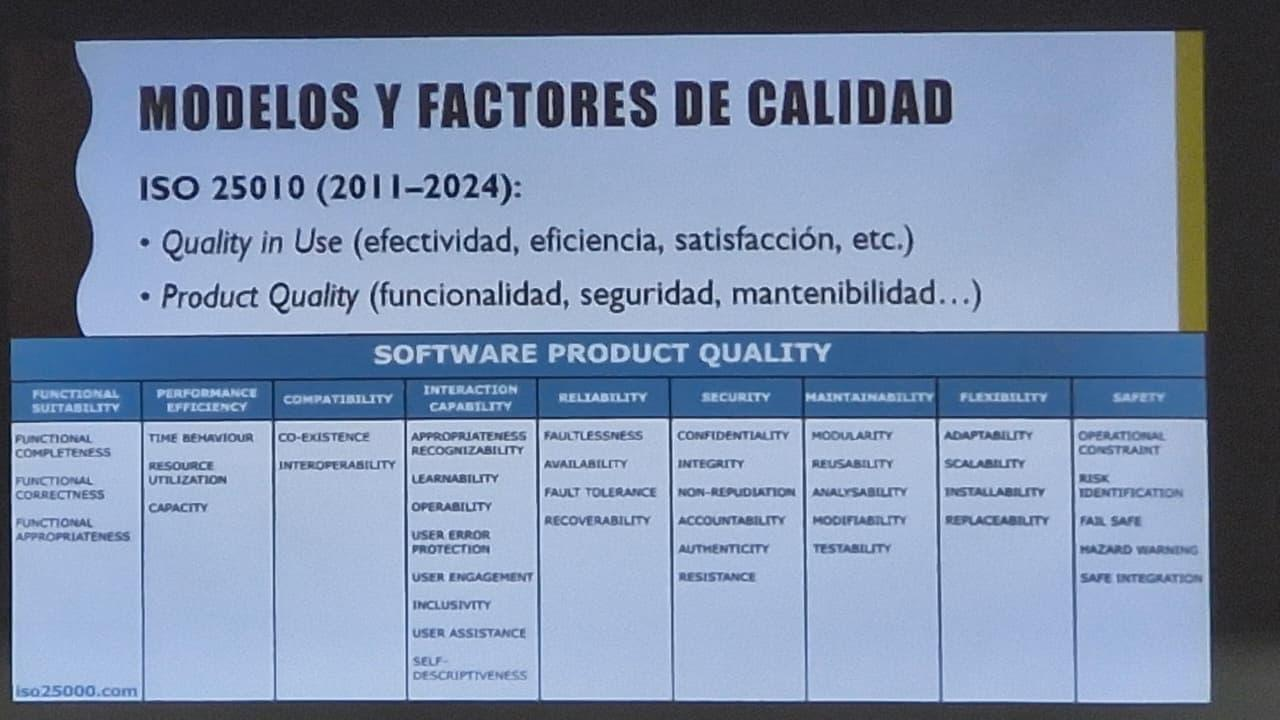 MODELOS Y FACTORES DE CALIDAD
ISO 25010 (2011–2024):
• Quality in Use (efectividad, eficiencia, satisfacción, etc.)
• Product Quality (funcionalidad, seguridad, mantenibilidad...)
SOFTWARE PRODUCT QUALITY
FUNCTIONAL
SUITABILITY
FUNCTIONAL
COMPLETENESS
FUNCTIONAL
CORRECTNESS
FUNCTIONAL
APPROPRIATENESS
PERFORMANCE
EFFICIENCY
TIME BEHAVIOUR
RESOURCE
UTILIZATION
CAPACITY
COMPATIBILITY
CO-EXISTENCE
INTEROPERABILITY
INTERACTION
CAPABILITY
APPROPRIATENESS
RECOGNIZABILITY
LEARNABILITY
OPERABILITY
USER ERROR
PROTECTION
USER ENGAGEMENT
INCLUSIVITY
USER ASSISTANCE
SELF-
DESCRIPTIVENESS
RELIABILITY
FAULTLESSNESS
AVAILABILITY
FAULT TOLERANCE
RECOVERABILITY
SECURITY
CONFIDENTIALITY
INTEGRITY
NON-REPUDIATION
ACCOUNTABILITY
AUTHENTICITY
RESISTANCE
MAINTAINABILITY
MODULARITY
REUSABILITY
ANALYSABILITY
MODIFIABILITY
TESTABILITY
FLEXIBILITY
ADAPTABILITY
SCALABILITY
INSTALLABILITY
REPLACEABILITY
SAFETY
OPERATIONAL
CONSTRAINT
RISK
IDENTIFICATION
FAIL SAFE
HAZARD WARNING
SAFE INTEGRATION
iso25000.com